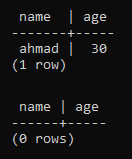 name | age
-------+-----
ahmad | 30
(1 row)
name | age
------+-----
(0 rows)